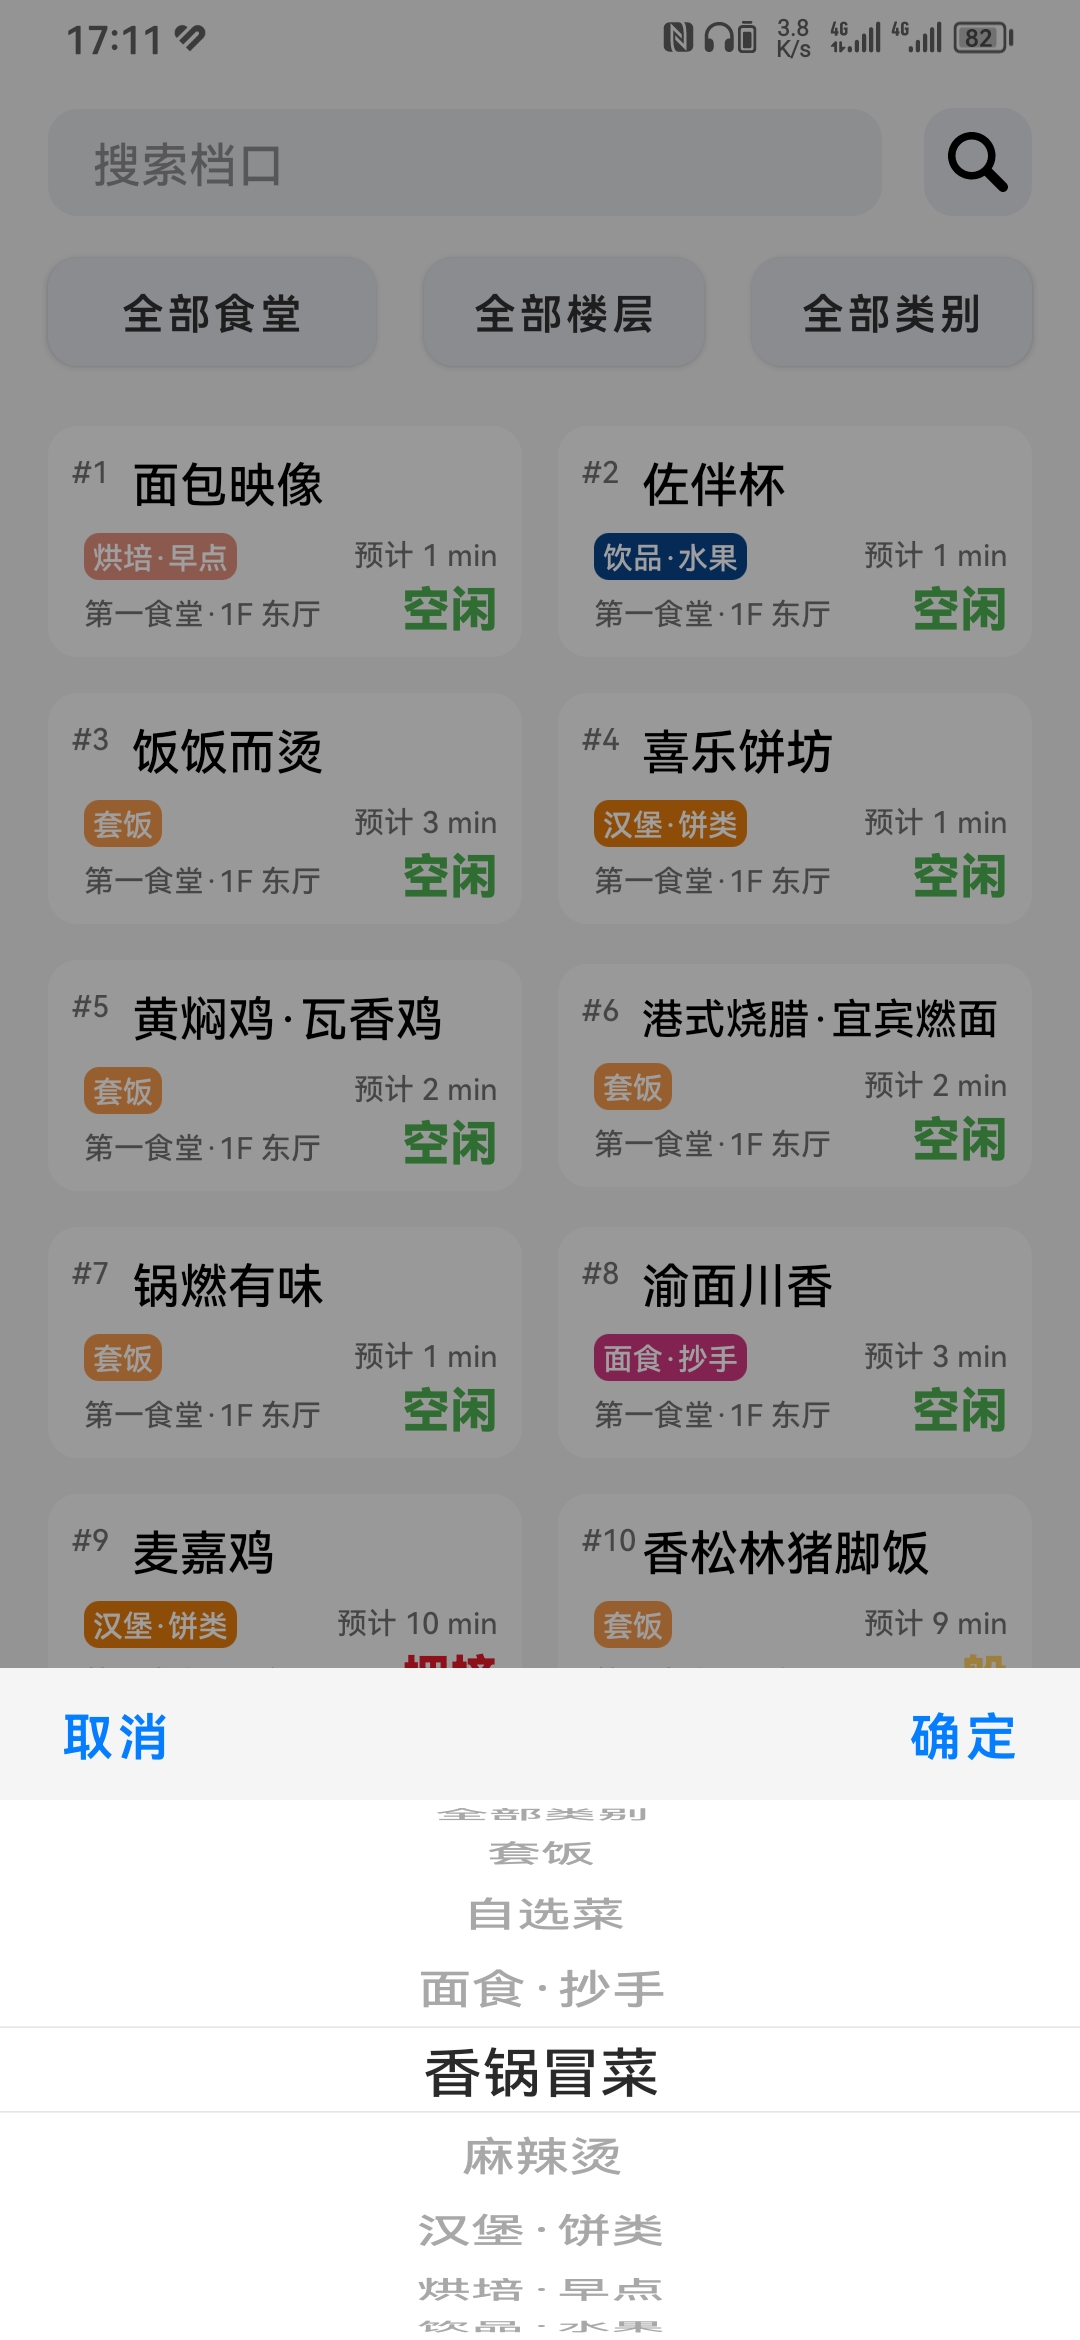 17:11
3.8 K/s
4G
4G
82
搜索档口
全部食堂 全部楼层 全部类别
#1 面包映像
烘培·早点 预计 1 min
第一食堂·1F 东厅 空闲
#2 佐伴杯
饮品·水果 预计 1 min
第一食堂·1F 东厅 空闲
#3 饭饭而烫
套饭 预计 3 min
第一食堂·1F 东厅 空闲
#4 喜乐饼坊
汉堡·饼类 预计 1 min
第一食堂·1F 东厅 空闲
#5 黄焖鸡·瓦香鸡
套饭 预计 2 min
第一食堂·1F 东厅 空闲
#6 港式烧腊·宜宾燃面
套饭 预计 2 min
第一食堂·1F 东厅 空闲
#7 锅燃有味
套饭 预计 1 min
第一食堂·1F 东厅 空闲
#8 渝面川香
面食·抄手 预计 3 min
第一食堂·1F 东厅 空闲
#9 麦嘉鸡
汉堡·饼类 预计 10 min
#10 香松林猪脚饭
套饭 预计 9 min
取消 确定
全部类别
套饭
自选菜
面食·抄手
香锅冒菜
麻辣烫
汉堡·饼类
烘培·早点
饮品·水果